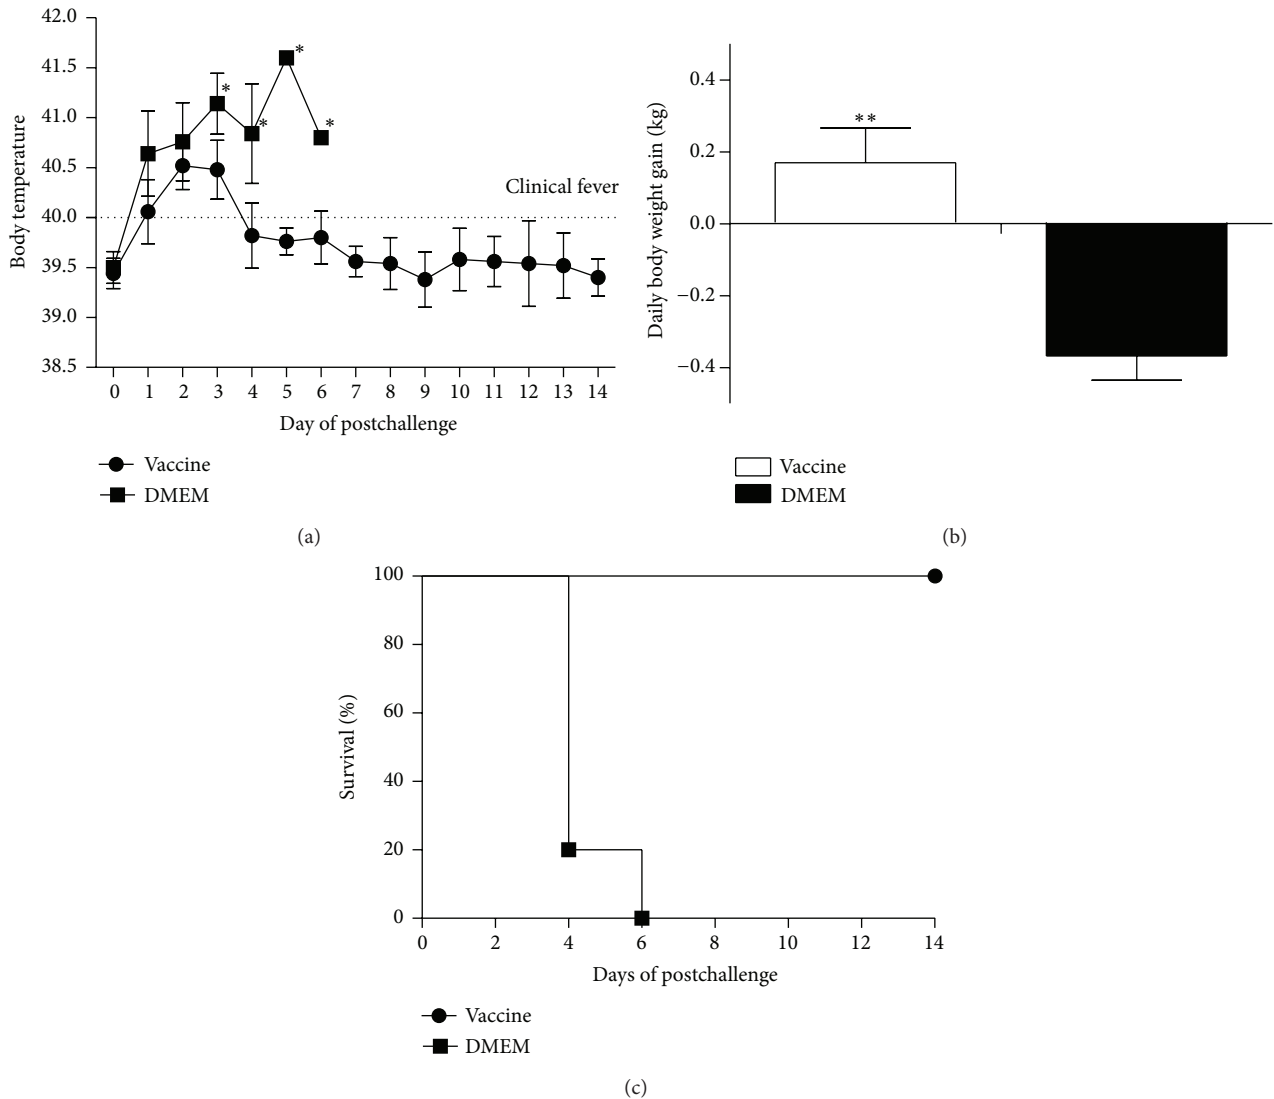 42.0
41.5
41.0
40.5
40.0
39.5
39.0
38.5
Body temperature
* * * *
Clinical fever
0 1 2 3 4 5 6 7 8 9 10 11 12 13 14
Day of postchallenge
Vaccine
DMEM
(a)
0.4
0.2
0.0
−0.2
−0.4
Daily body weight gain (kg)
**
Vaccine
DMEM
(b)
100
80
60
40
20
0
Survival (%)
0 2 4 6 8 10 12 14
Days of postchallenge
Vaccine
DMEM
(c)